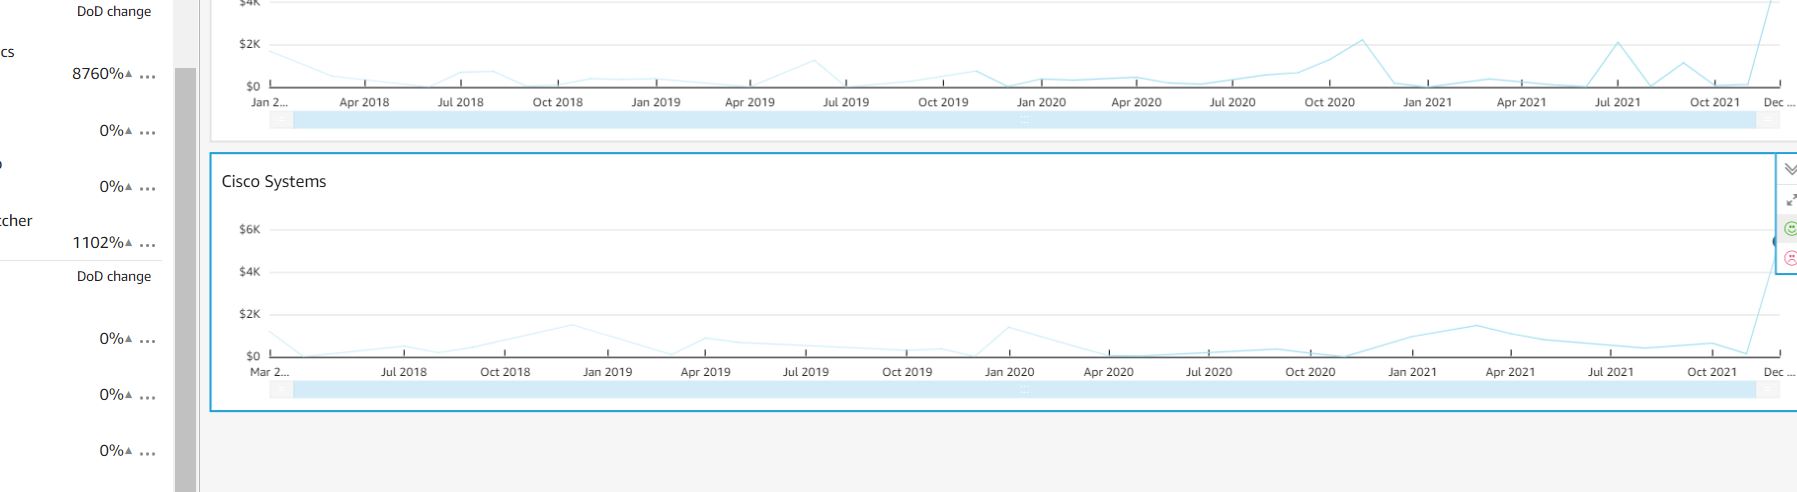 DoD change
cs
8760%▲ ...
0%▲ ...
0%▲ ...
tcher
1102%▲ ...
DoD change
0%▲ ...
0%▲ ...
0%▲ ...
$4K
$2K
$0
Jan 2... Apr 2018 Jul 2018 Oct 2018 Jan 2019 Apr 2019 Jul 2019 Oct 2019 Jan 2020 Apr 2020 Jul 2020 Oct 2020 Jan 2021 Apr 2021 Jul 2021 Oct 2021 Dec ...
Cisco Systems
$6K
$4K
$2K
$0
Mar 2... Jul 2018 Oct 2018 Jan 2019 Apr 2019 Jul 2019 Oct 2019 Jan 2020 Apr 2020 Jul 2020 Oct 2020 Jan 2021 Apr 2021 Jul 2021 Oct 2021 Dec ...